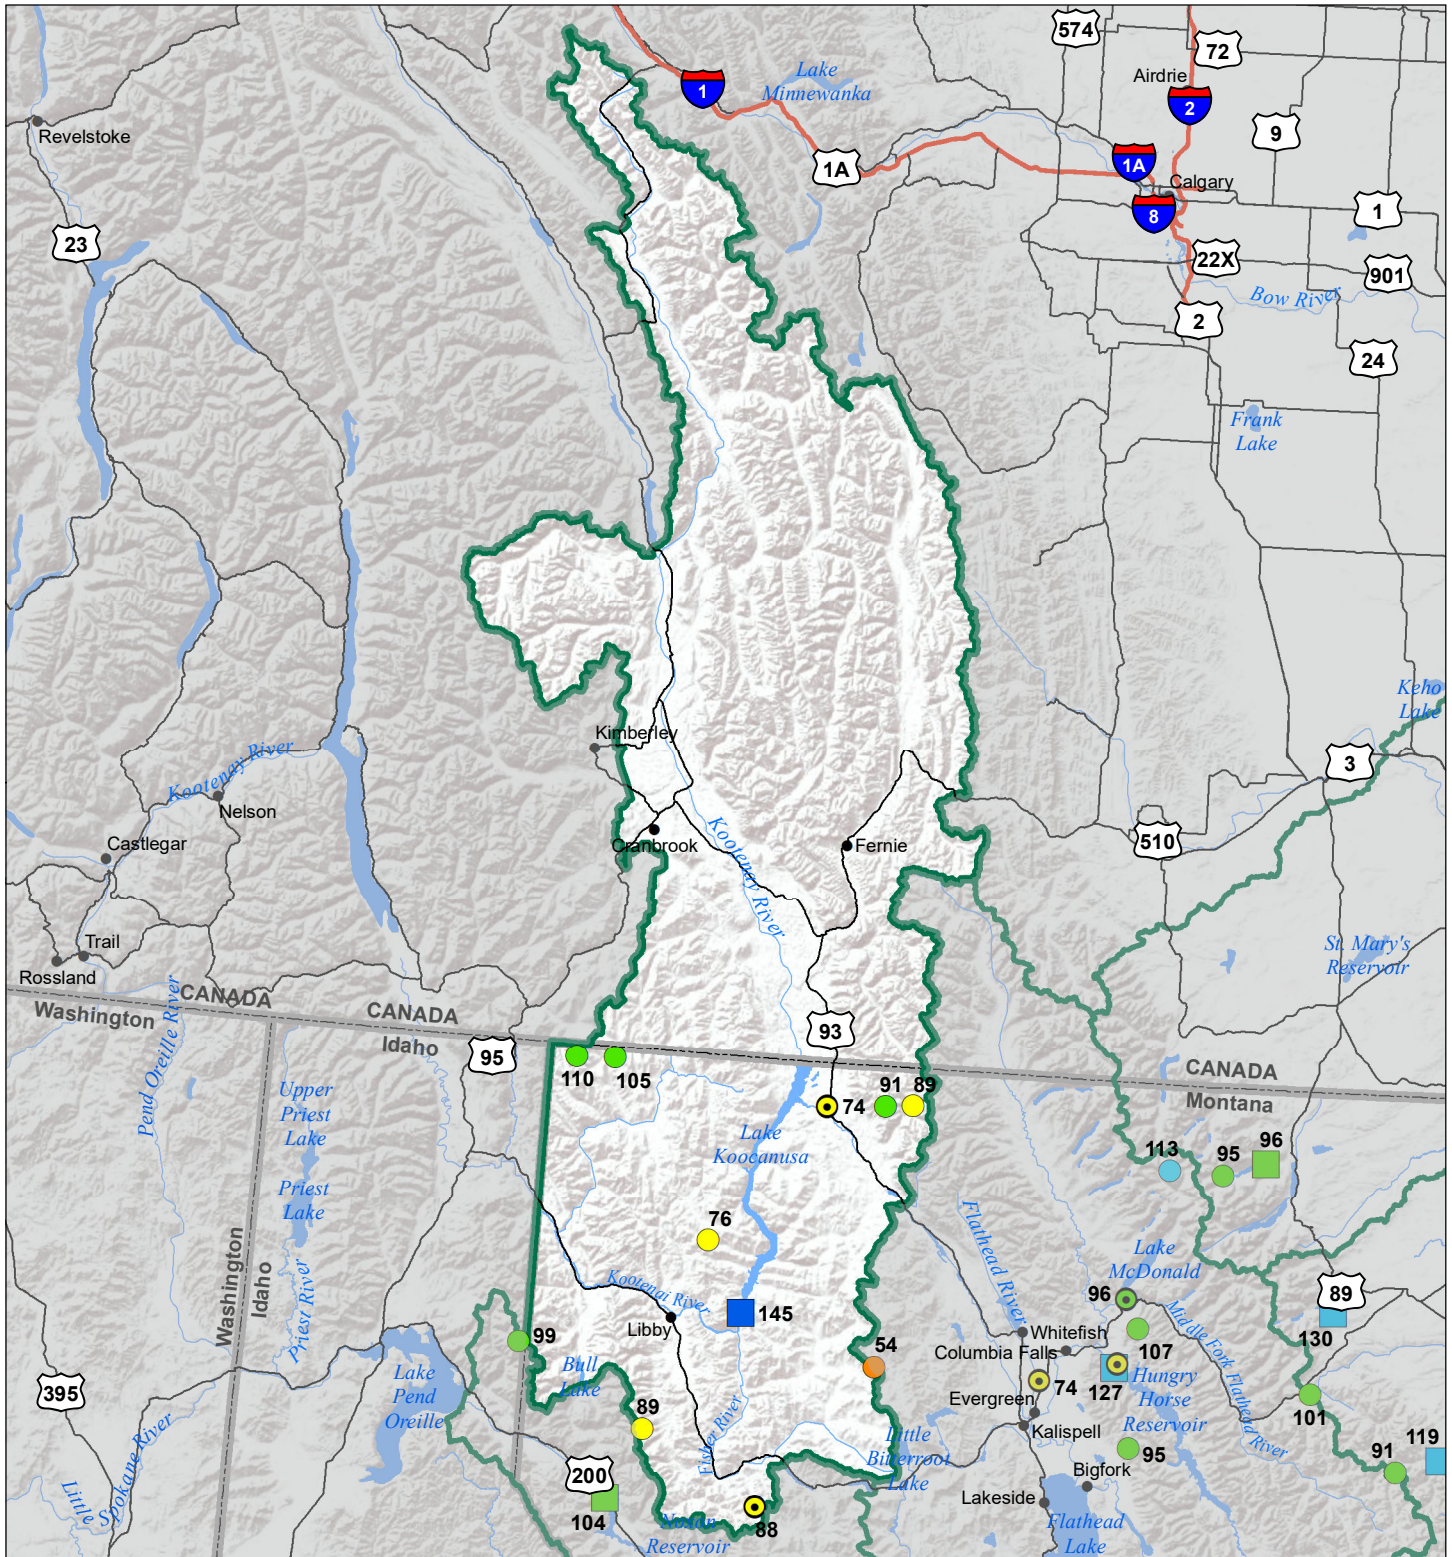 574
72
Airdrie
Lake
Minnewanka
1
2
9
Revelstoke
1A
1A
Calgary
8
1
23
22X
901
Bow River
2
24
Frank
Lake
Keho
Lake
Kimberley
Kootenay River
3
Nelson
Castlegar
Cranbrook
Kootenay River
Fernie
510
Trail
Rossland
St. Mary's
Reservoir
CANADA
CANADA
Washington
Idaho
Pend Oreille River
95
93
110
105
CANADA
Montana
91
89
74
Upper
Priest
Lake
Lake
Koocanusa
113
95
96
Priest
Lake
76
Flathead River
Lake
McDonald
Washington
Idaho
Priest River
Kootenai River
96
89
145
Libby
Whitefish
Middle Fork Flathead River
130
99
Columbia Falls
107
54
Bull
Lake
127
Hungry
Horse
Reservoir
395
Lake
Pend
Oreille
74
Evergreen
101
89
Fisher River
Kalispell
Little
Bitterroot
Lake
95
91
119
200
Bigfork
Little Spokane River
104
Lakeside
88
Noxon
Reservoir
Flathead
Lake